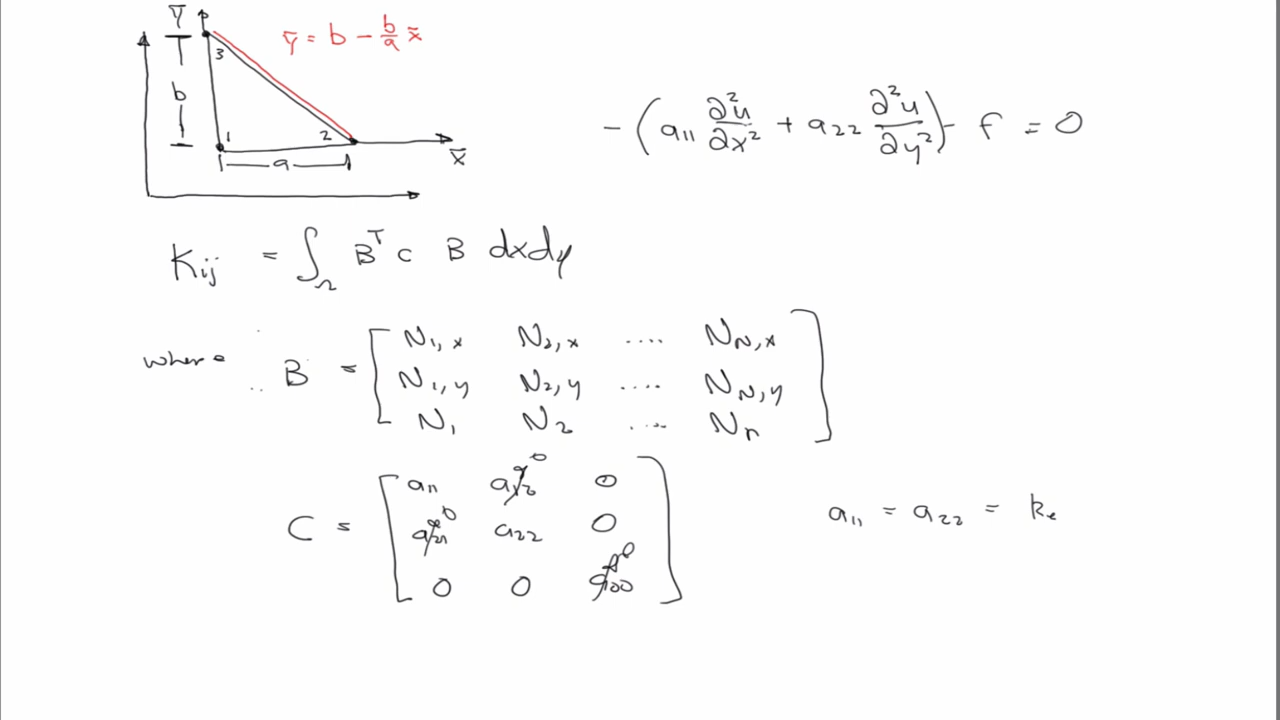 ȳ
ȳ = b - b/a x̄
3
b
1 2
a
x̄
- ( a₁₁ ∂²u/∂x² + a₂₂ ∂²u/∂y² ) - f = 0
Kij = ∫Ω Bᵀ c B dxdy
where B = [ N₁,x N₂,x .... N_N,x
N₁,y N₂,y .... N_N,y
N₁ N₂ .... Nn ]
C = [ a₁₁ a₁₂ 0 0
a₂₁ 0 a₂₂ 0
0 0 a₀₀ 0 ]
a₁₁ = a₂₂ = ke